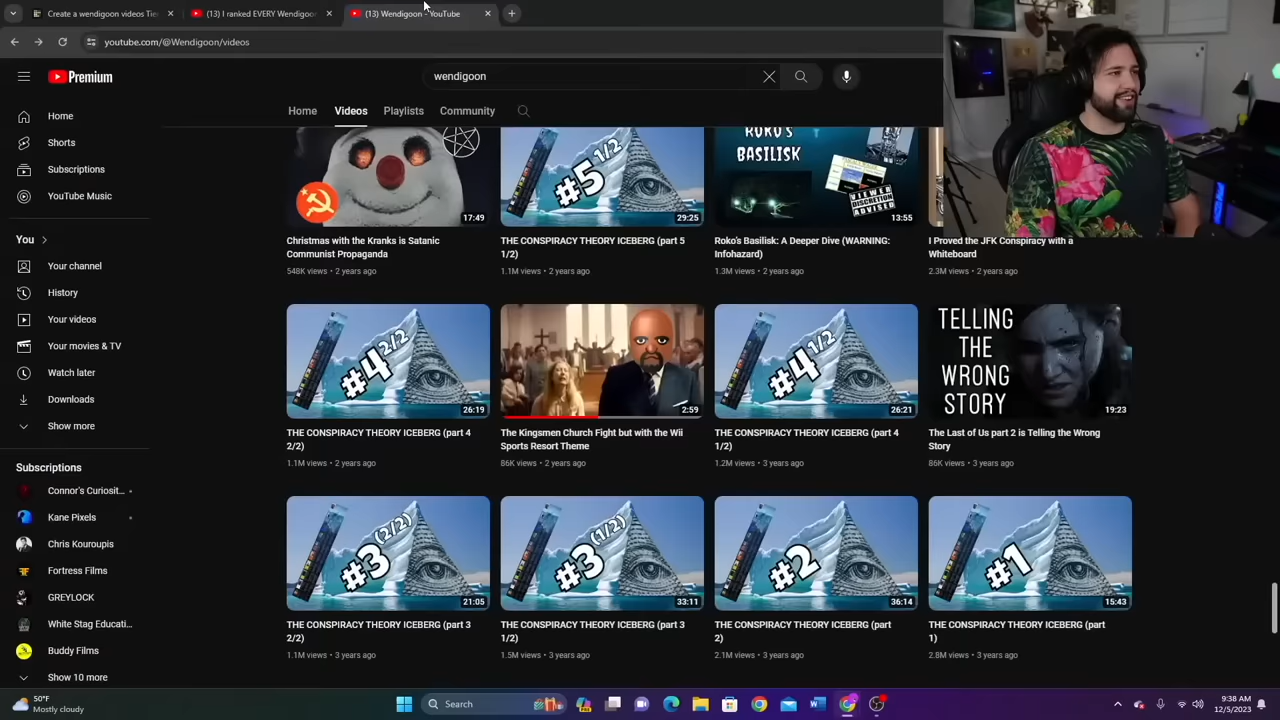 Create a wendigoon videos Tie
(13) I ranked EVERY Wendigoo
(13) Wendigoon - YouTube
youtube.com/@Wendigoon/videos
Premium
wendigoon
Home
Videos
Playlists
Community
Home
Shorts
Subscriptions
YouTube Music
You
Your channel
History
Your videos
Your movies & TV
Watch later
Downloads
Show more
Subscriptions
Connor's Curiosit...
Kane Pixels
Chris Kouroupis
Fortress Films
GREYLOCK
White Stag Educati...
Buddy Films
Show 10 more
17:49
Christmas with the Kranks is Satanic
Communist Propaganda
548K views • 2 years ago
#5 1/2
29:25
THE CONSPIRACY THEORY ICEBERG (part 5
1/2)
1.1M views • 2 years ago
ROKO'S
BASILISK
VIEWER
DISCRETION
ADVISED
13:55
Roko's Basilisk: A Deeper Dive (WARNING:
Infohazard)
1.3M views • 2 years ago
I Proved the JFK Conspiracy with a
Whiteboard
2.3M views • 2 years ago
#4 2/2
26:19
THE CONSPIRACY THEORY ICEBERG (part 4
2/2)
1.1M views • 2 years ago
2:59
The Kingsmen Church Fight but with the Wii
Sports Resort Theme
86K views • 2 years ago
#4 1/2
26:21
THE CONSPIRACY THEORY ICEBERG (part 4
1/2)
1.2M views • 3 years ago
TELLING
THE
WRONG
STORY
19:23
The Last of Us part 2 is Telling the Wrong
Story
86K views • 3 years ago
#3 (2/2)
21:05
THE CONSPIRACY THEORY ICEBERG (part 3
2/2)
1.1M views • 3 years ago
#3 (1/2)
33:11
THE CONSPIRACY THEORY ICEBERG (part 3
1/2)
1.5M views • 3 years ago
#2
36:14
THE CONSPIRACY THEORY ICEBERG (part
2)
2.1M views • 3 years ago
#1
15:43
THE CONSPIRACY THEORY ICEBERG (part
1)
2.8M views • 3 years ago
50°F
Mostly cloudy
Search
9:38 AM
12/5/2023